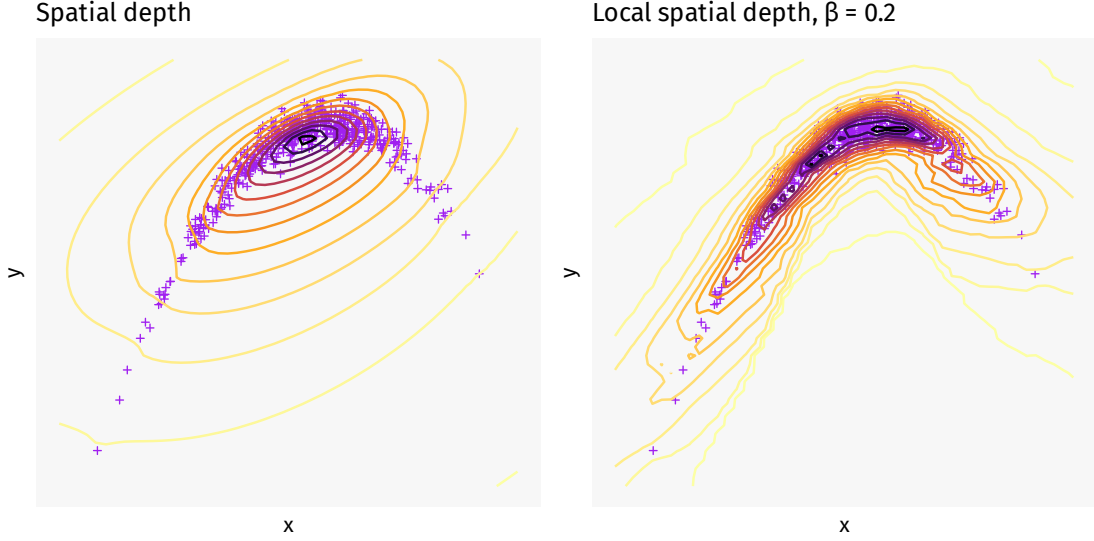 Spatial depth
Local spatial depth, β = 0.2
y
x
y
x